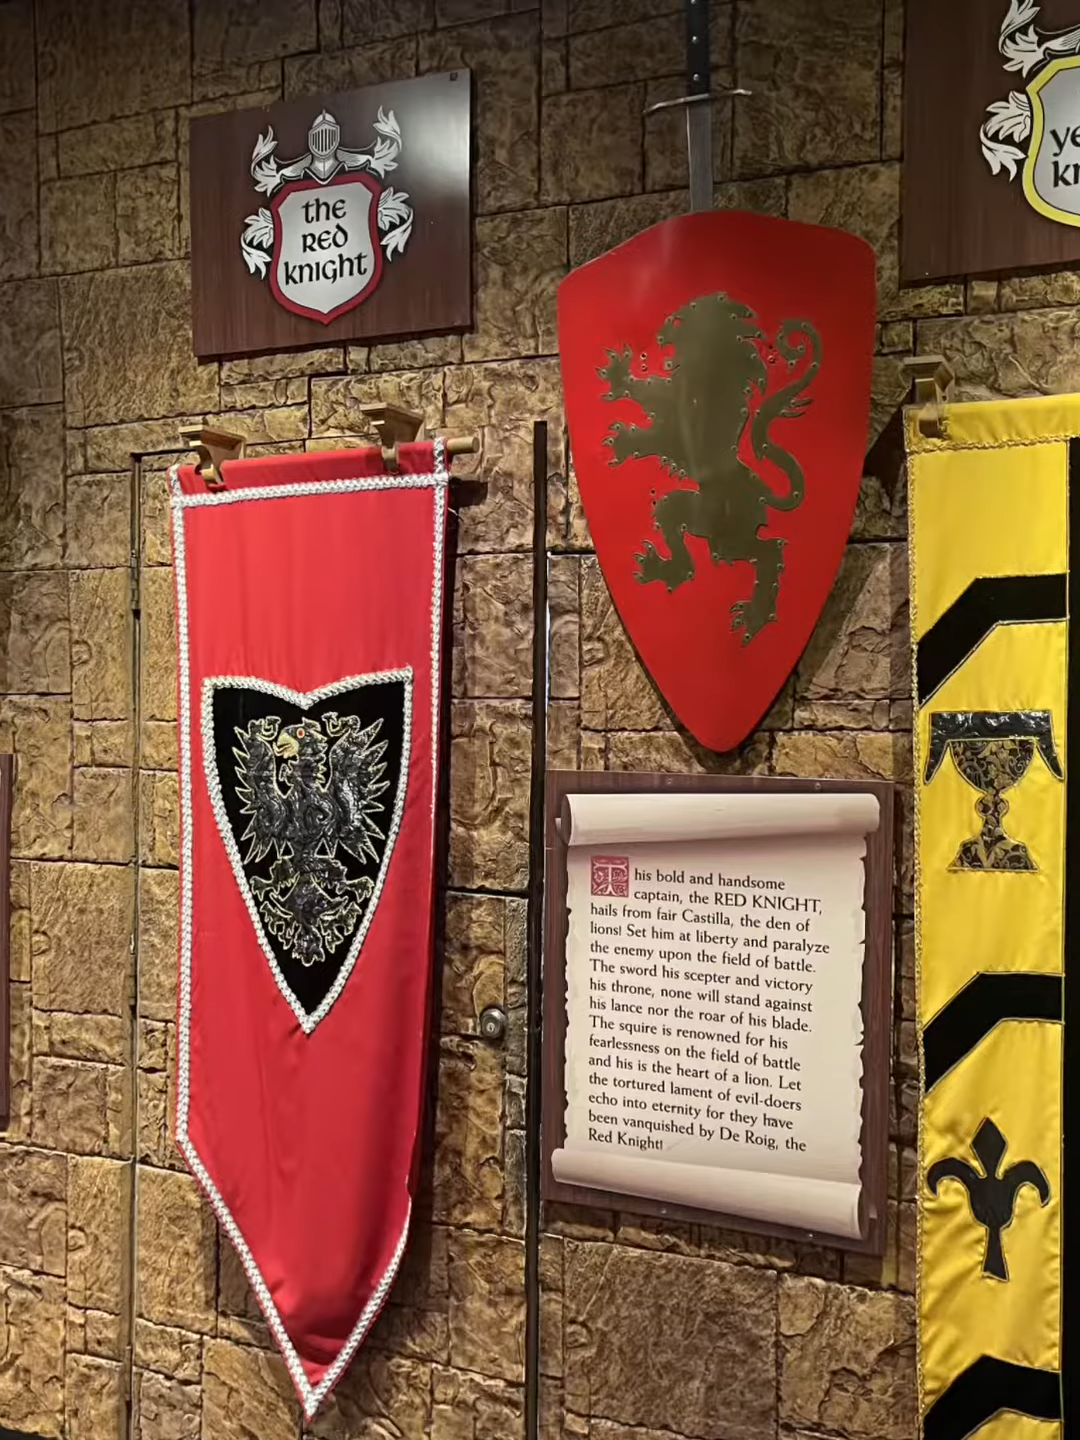 the
RED
knight
This bold and handsome
captain, the RED KNIGHT,
hails from fair Castilla, the den of
lions! Set him at liberty and paralyze
the enemy upon the field of battle.
The sword his scepter and victory
his throne, none will stand against
his lance nor the roar of his blade.
The squire is renowned for his
fearlessness on the field of battle
and his is the heart of a lion. Let
the tortured lament of evil-doers
echo into eternity for they have
been vanquished by De Roig, the
Red Knight!
ye
kn